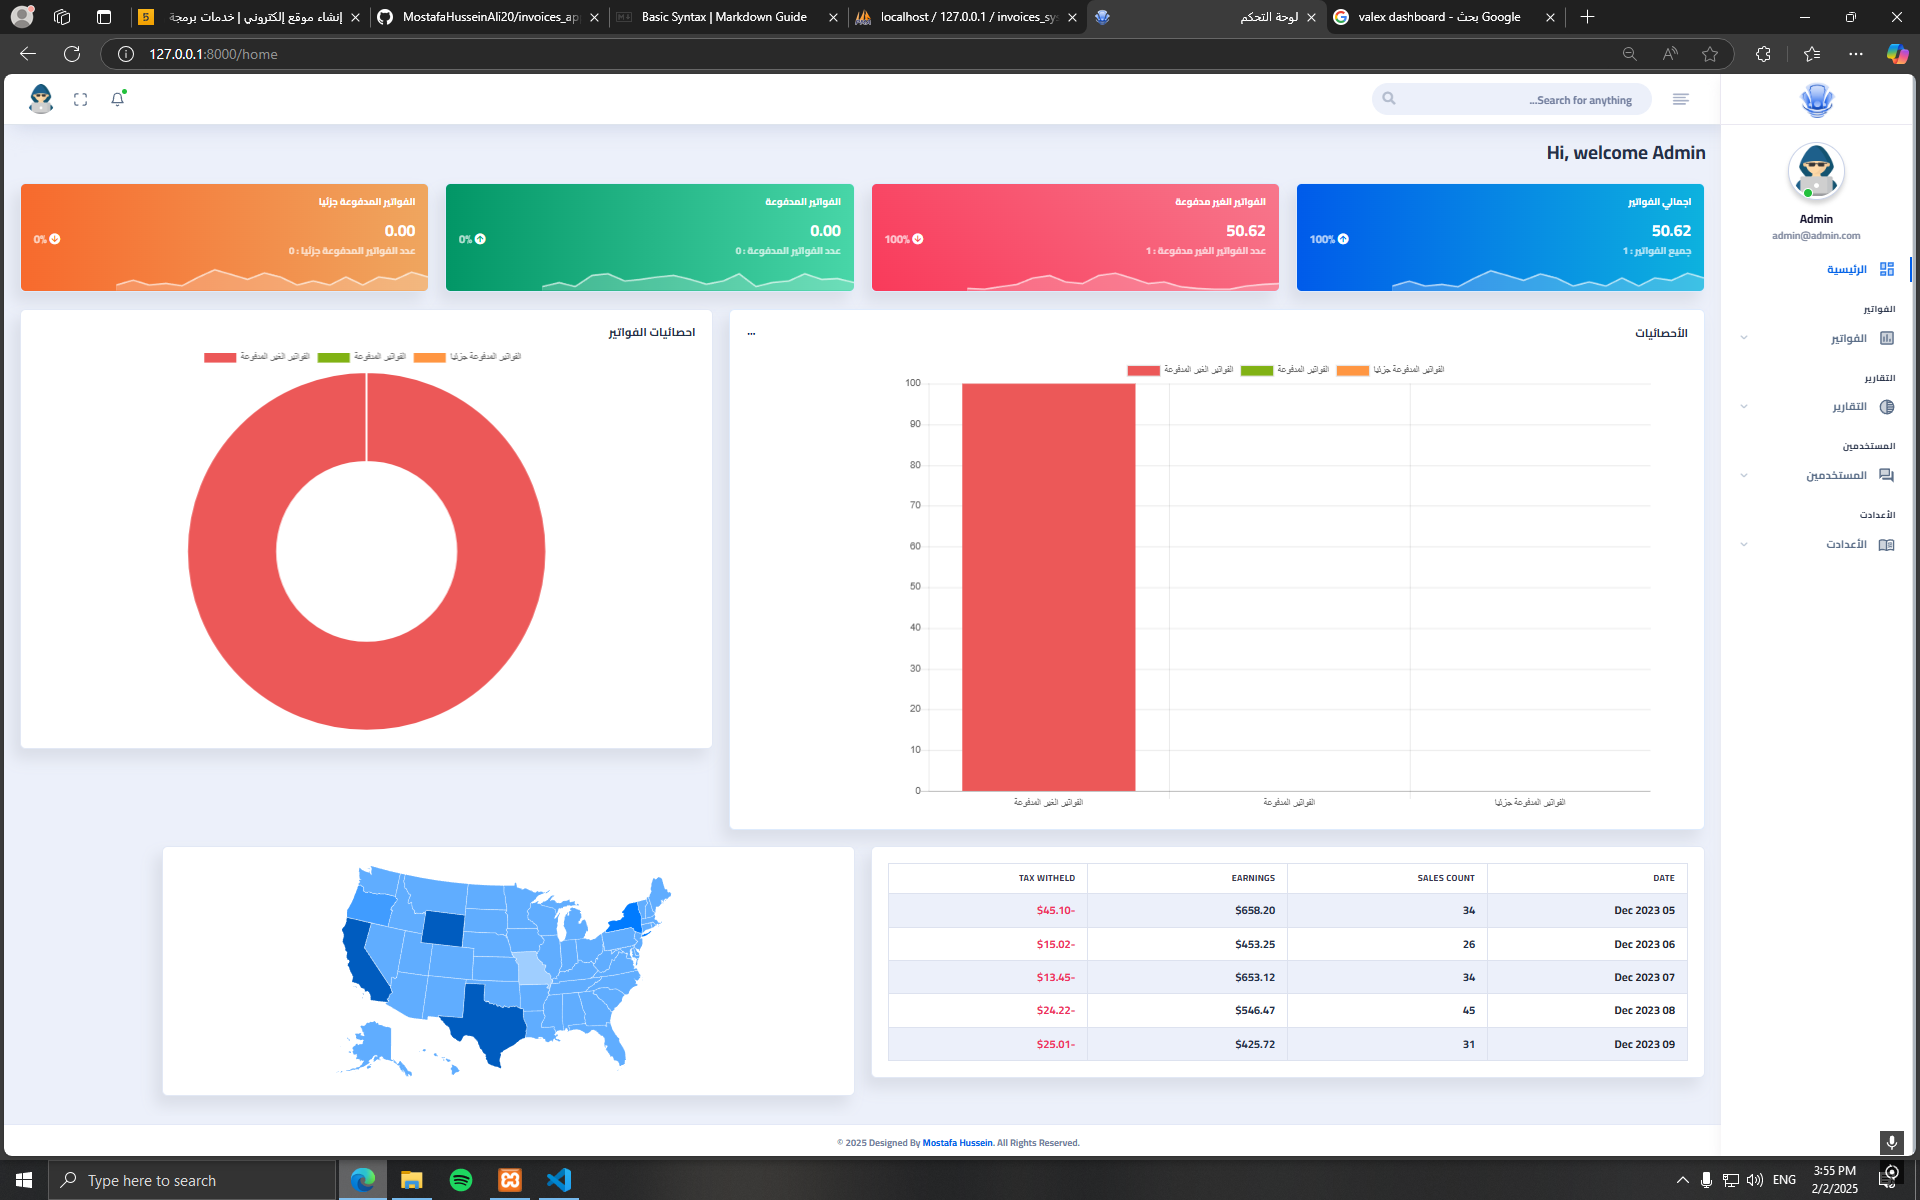 إنشاء موقع إلكتروني | خدمات برمجة
MostafaHusseinAli20/invoices_ap
Basic Syntax | Markdown Guide
localhost / 127.0.0.1 / invoices_sy
لوحة التحكم
valex dashboard - بحث Google
127.0.0.1:8000/home
Search for anything...
Hi, welcome Admin
Admin
admin@admin.com
الرئيسية
الفواتير
الفواتير
التقارير
التقارير
المستخدمين
المستخدمين
الأعدادت
الأعدادت
اجمالي الفواتير
50.62
جميع الفواتير : 1
100%
الفواتير الغير مدفوعة
50.62
عدد الفواتير الغير مدفوعة : 1
100%
الفواتير المدفوعة
0.00
عدد الفواتير المدفوعة : 0
0%
الفواتير المدفوعة جزئيا
0.00
عدد الفواتير المدفوعة جزئيا : 0
0%
الأحصائيات
...
الفواتير الغير المدفوعة
الفواتير المدفوعة
الفواتير المدفوعة جزئيا
100
90
80
70
60
50
40
30
20
10
0
الفواتير الغير المدفوعة
الفواتير المدفوعة
الفواتير المدفوعة جزئيا
احصائيات الفواتير
الفواتير الغير المدفوعة
الفواتير المدفوعة
الفواتير المدفوعة جزئيا
TAX WITHELD EARNINGS SALES COUNT DATE
$45.10- $658.20 34 Dec 2023 05
$15.02- $453.25 26 Dec 2023 06
$13.45- $653.12 34 Dec 2023 07
$24.22- $546.47 45 Dec 2023 08
$25.01- $425.72 31 Dec 2023 09
© 2025 Designed By Mostafa Hussein. All Rights Reserved.
Type here to search
ENG
3:55 PM
2/2/2025